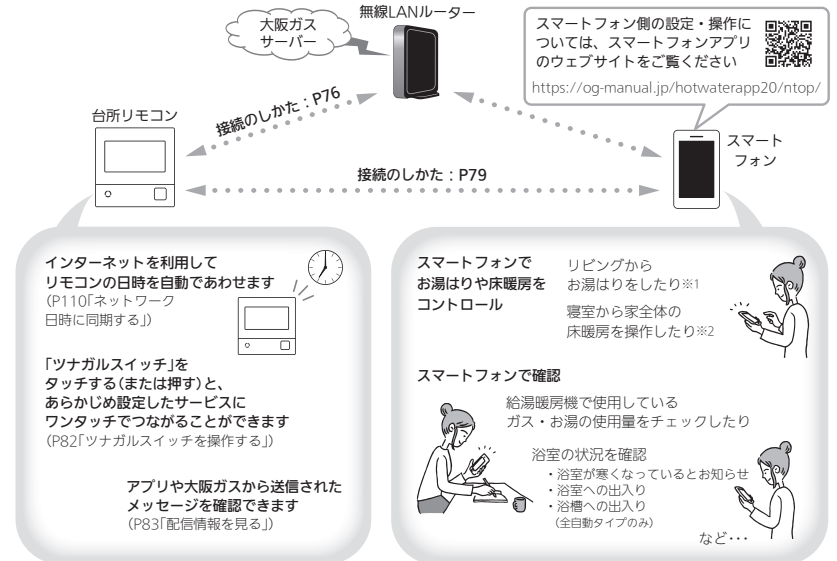 大阪ガス
サーバー
無線LANルーター
スマートフォン側の設定・操作に
ついては、スマートフォンアプリ
のウェブサイトをご覧ください
https://og-manual.jp/hotwaterapp20/ntop/
台所リモコン
接続のしかた：P76
スマート
フォン
接続のしかた：P79
インターネットを利用して
リモコンの日時を自動であわせます
（P110「ネットワーク
日時に同期する」）
「ツナガルスイッチ」を
タッチする（または押す）と、
あらかじめ設定したサービスに
ワンタッチでつながることができます
（P82「ツナガルスイッチを操作する」）
アプリや大阪ガスから送信された
メッセージを確認できます
（P83「配信情報を見る」）
スマートフォンで
お湯はりや床暖房を
コントロール
リビングから
お湯はりをしたり※1
寝室から家全体の
床暖房を操作したり※2
スマートフォンで確認
給湯暖房機で使用している
ガス・お湯の使用量をチェックしたり
浴室の状況を確認
・浴室が寒くなっているとお知らせ
・浴室への出入り
・浴槽への出入り
（全自動タイプのみ）
など･･･